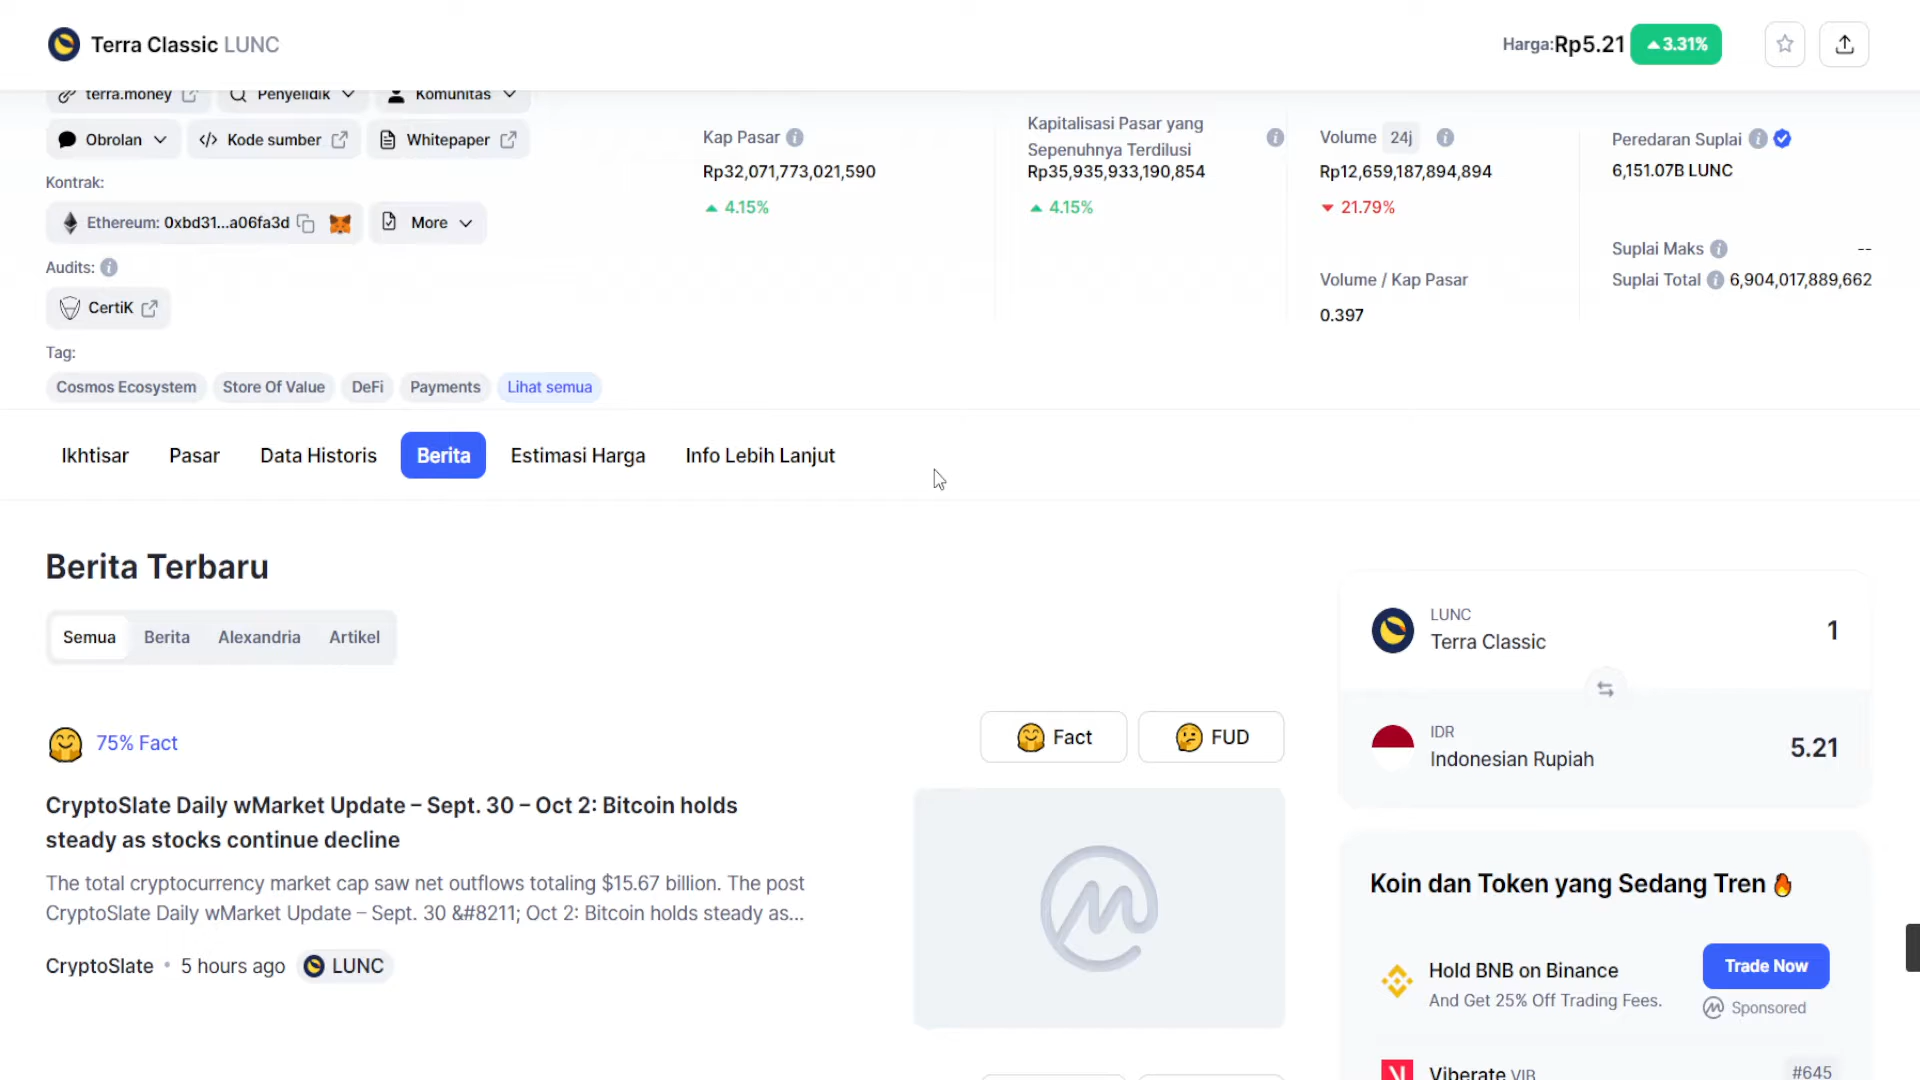 Terra Classic LUNC
Harga:Rp5.21 3.31%
terra.money Penyelidik Komunitas
Obrolan Kode sumber Whitepaper
Kontrak:
Ethereum: 0xbd31...a06fa3d More
Audits:
CertiK
Tag:
Cosmos Ecosystem Store Of Value DeFi Payments Lihat semua
Kap Pasar
Rp32,071,773,021,590
4.15%
Kapitalisasi Pasar yang
Sepenuhnya Terdilusi
Rp35,935,933,190,854
4.15%
Volume 24j
Rp12,659,187,894,894
21.79%
Volume / Kap Pasar
0.397
Peredaran Suplai
6,151.07B LUNC
Suplai Maks --
Suplai Total 6,904,017,889,662
Ikhtisar Pasar Data Historis Berita Estimasi Harga Info Lebih Lanjut
Berita Terbaru
Semua Berita Alexandria Artikel
75% Fact
Fact FUD
CryptoSlate Daily wMarket Update – Sept. 30 – Oct 2: Bitcoin holds
steady as stocks continue decline
The total cryptocurrency market cap saw net outflows totaling $15.67 billion. The post
CryptoSlate Daily wMarket Update – Sept. 30 &#8211; Oct 2: Bitcoin holds steady as...
CryptoSlate • 5 hours ago LUNC
LUNC
Terra Classic 1
IDR
Indonesian Rupiah 5.21
Koin dan Token yang Sedang Tren
Hold BNB on Binance
And Get 25% Off Trading Fees.
Trade Now
Sponsored
Viberate VIB #645